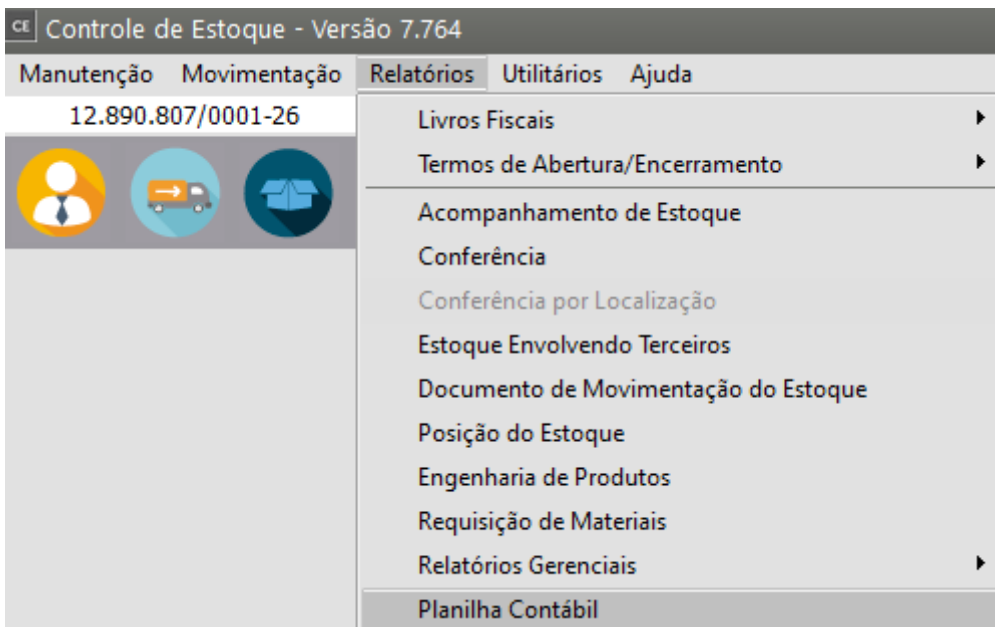 CE Controle de Estoque - Versão 7.764
Manutenção Movimentação Relatórios Utilitários Ajuda
12.890.807/0001-26
Livros Fiscais
Termos de Abertura/Encerramento
Acompanhamento de Estoque
Conferência
Conferência por Localização
Estoque Envolvendo Terceiros
Documento de Movimentação do Estoque
Posição do Estoque
Engenharia de Produtos
Requisição de Materiais
Relatórios Gerenciais
Planilha Contábil